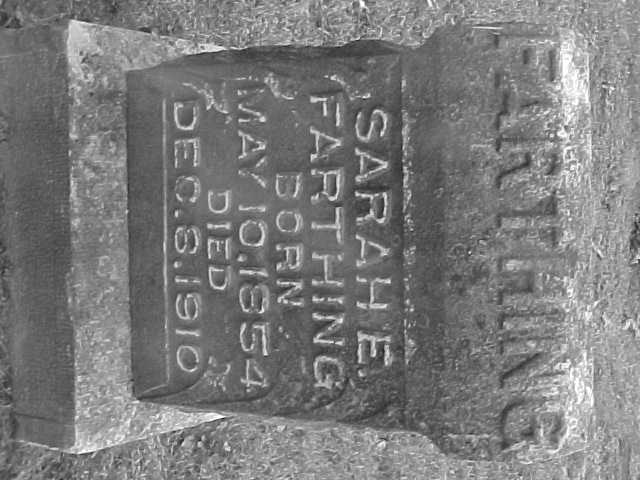 FARTHING
SARAH E.
FARTHING
BORN
MAY 10.1854
DIED
DEC.8.1910